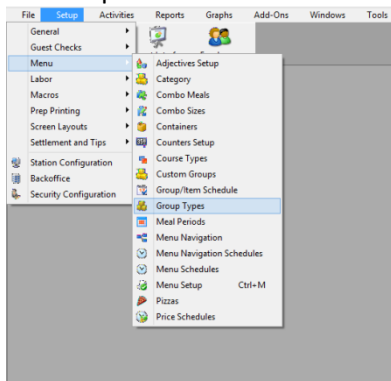 File Setup Activities Reports Graphs Add-Ons Windows Tools
General
Guest Checks
Menu
Labor
Macros
Prep Printing
Screen Layouts
Settlement and Tips
Station Configuration
Backoffice
Security Configuration
Adjectives Setup
Category
Combo Meals
Combo Sizes
Containers
Counters Setup
Course Types
Custom Groups
Group/Item Schedule
Group Types
Meal Periods
Menu Navigation
Menu Navigation Schedules
Menu Schedules
Menu Setup Ctrl+M
Pizzas
Price Schedules